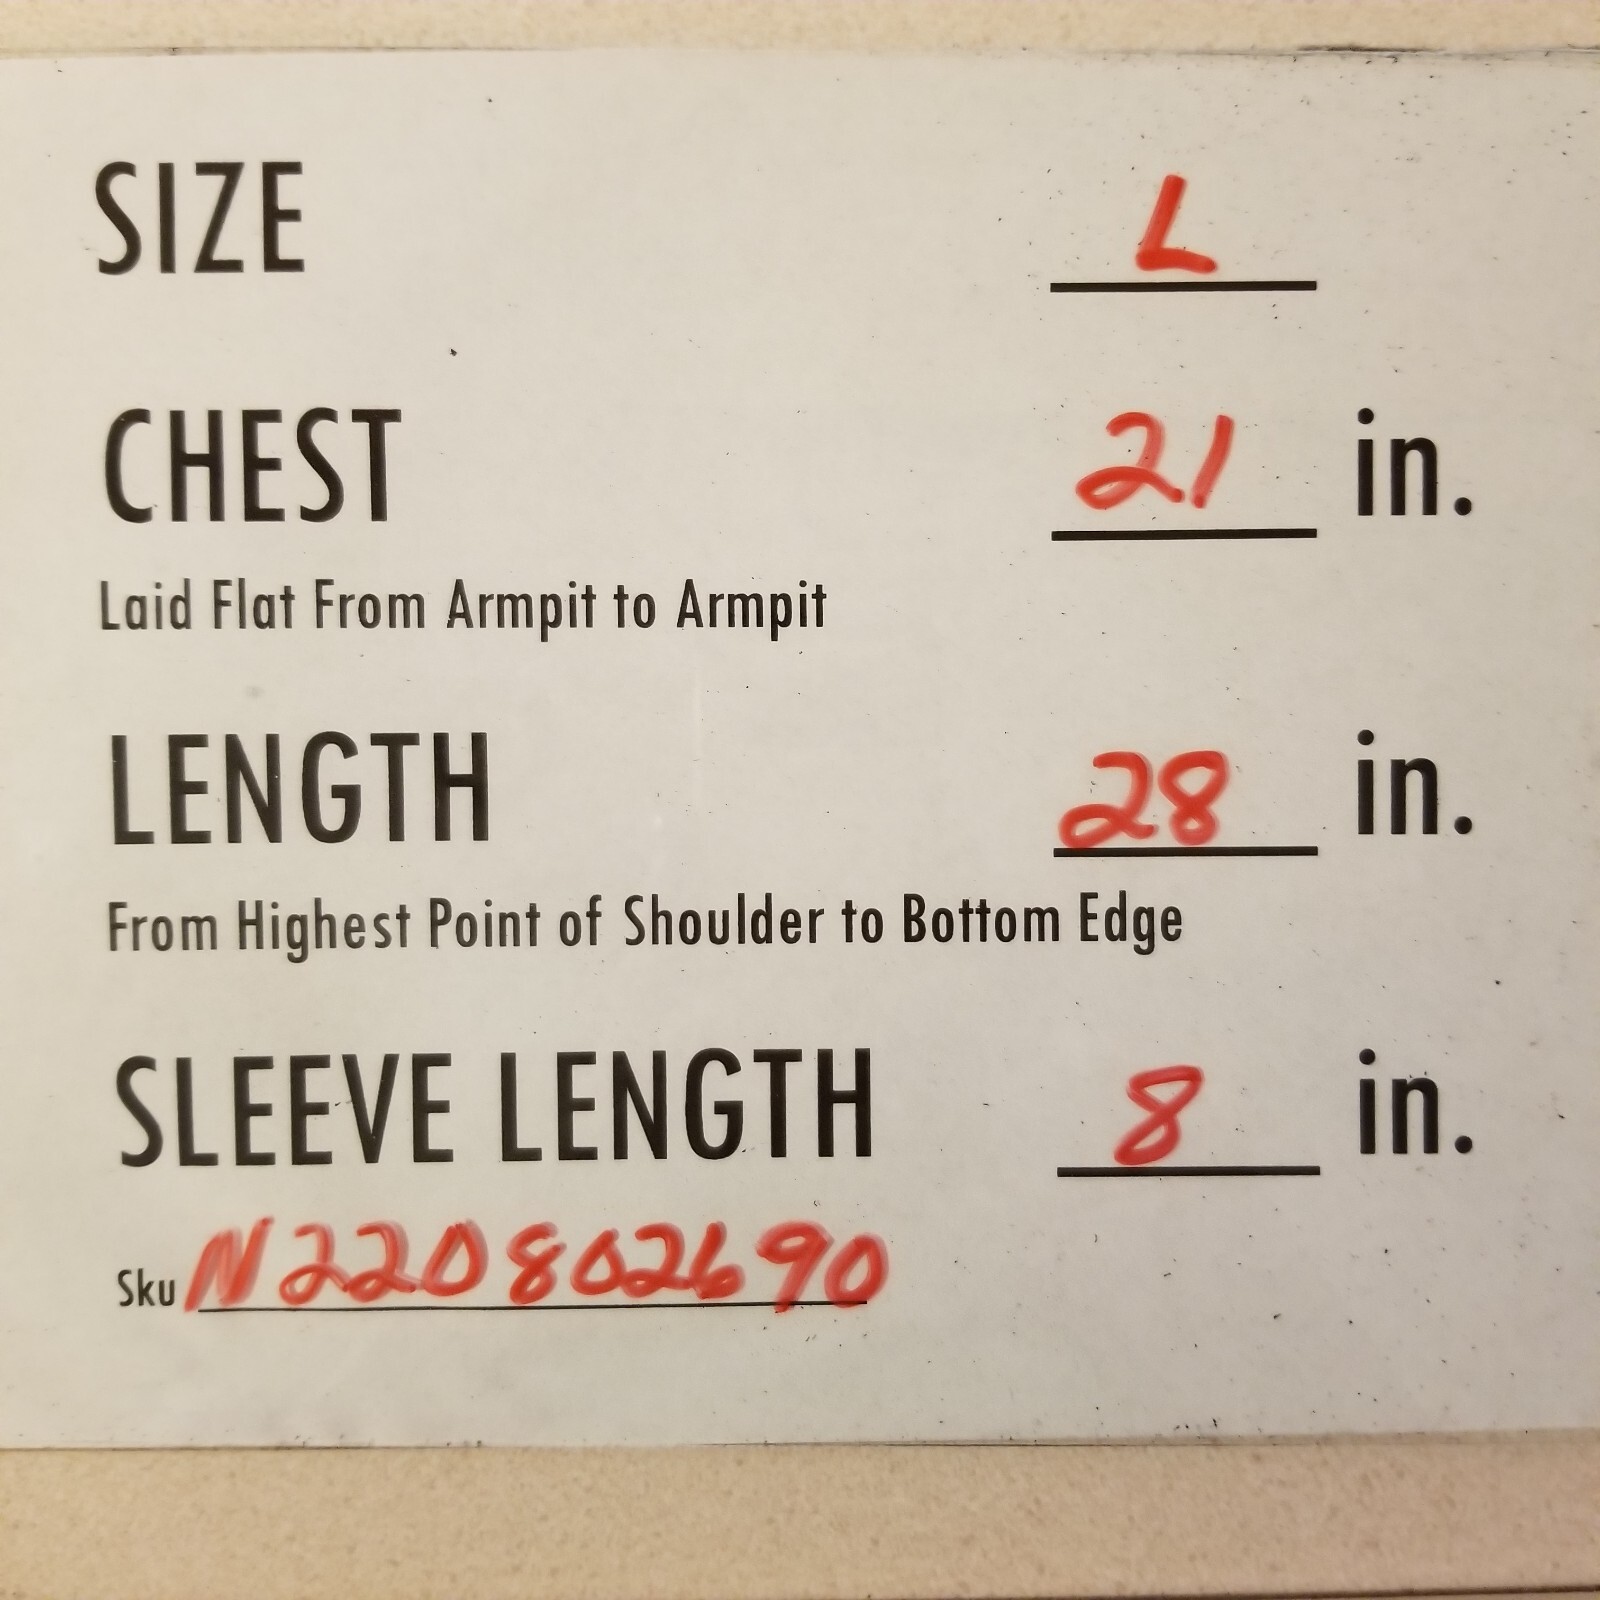 SIZE L
CHEST 21 in.
Laid Flat From Armpit to Armpit
LENGTH 28 in.
From Highest Point of Shoulder to Bottom Edge
SLEEVE LENGTH 8 in.
Sku N220802690